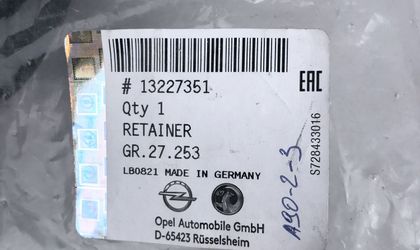 # 13227351
Qty 1
RETAINER
GR.27.253
LB0821 MADE IN GERMANY
Opel Automobile GmbH
D-65423 Rüsselsheim
EAC
S728433016
A90-2-3